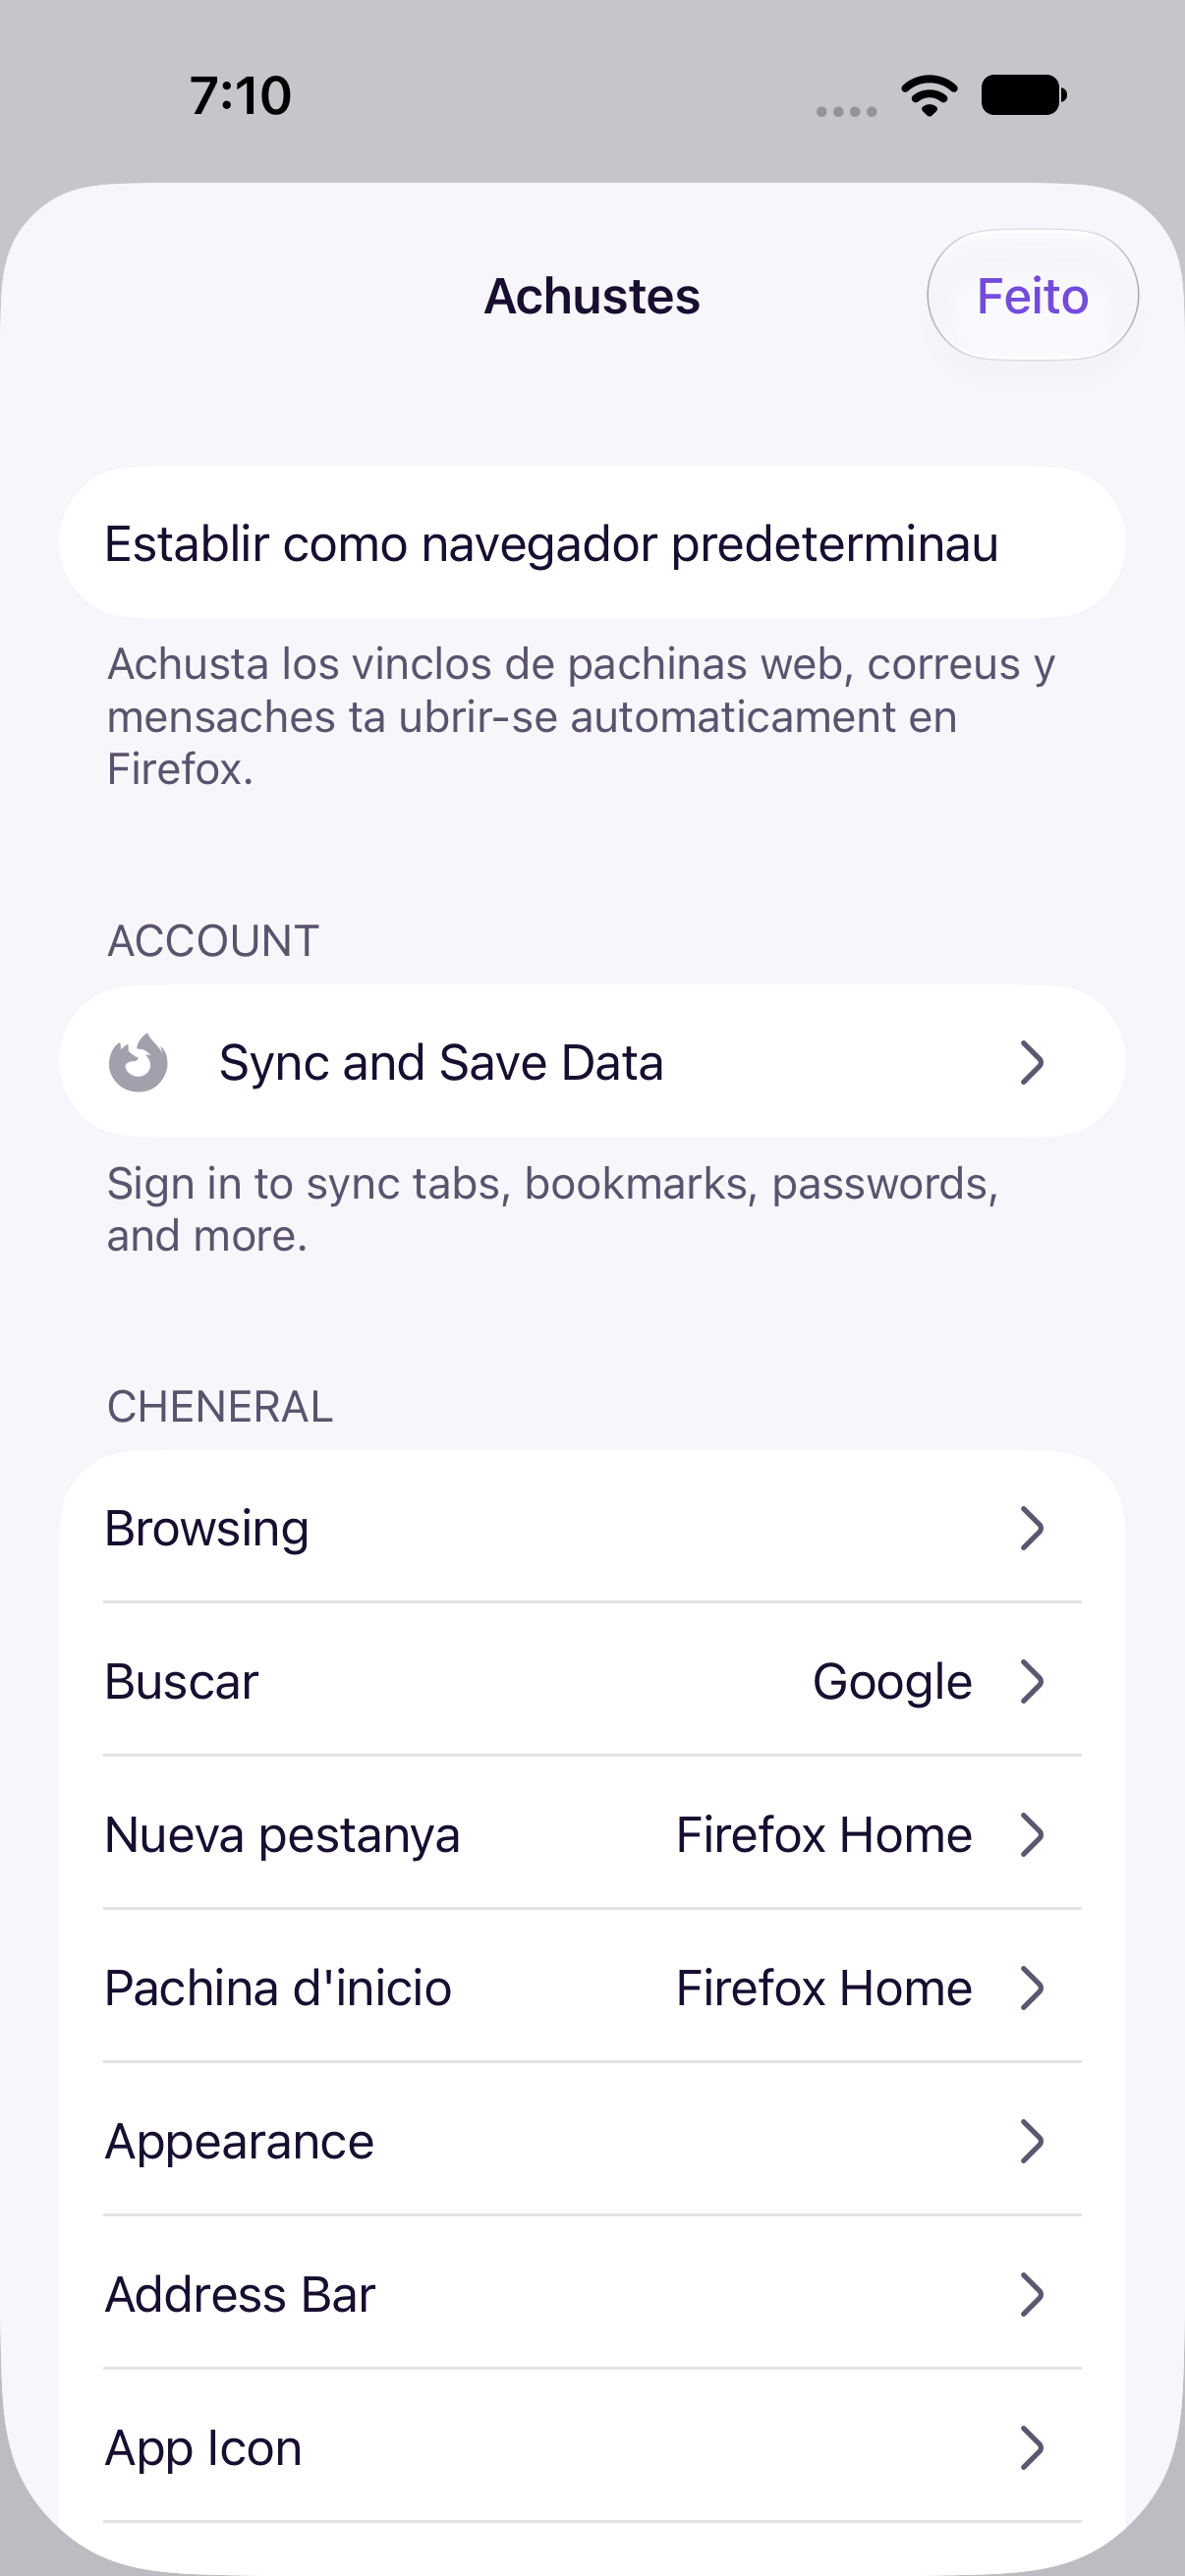 7:10
Achustes
Feito
Establir como navegador predeterminau
Achusta los vinclos de pachinas web, correus y
mensaches ta ubrir-se automaticament en
Firefox.
ACCOUNT
Sync and Save Data
Sign in to sync tabs, bookmarks, passwords,
and more.
CHENERAL
Browsing
Buscar Google
Nueva pestanya Firefox Home
Pachina d'inicio Firefox Home
Appearance
Address Bar
App Icon